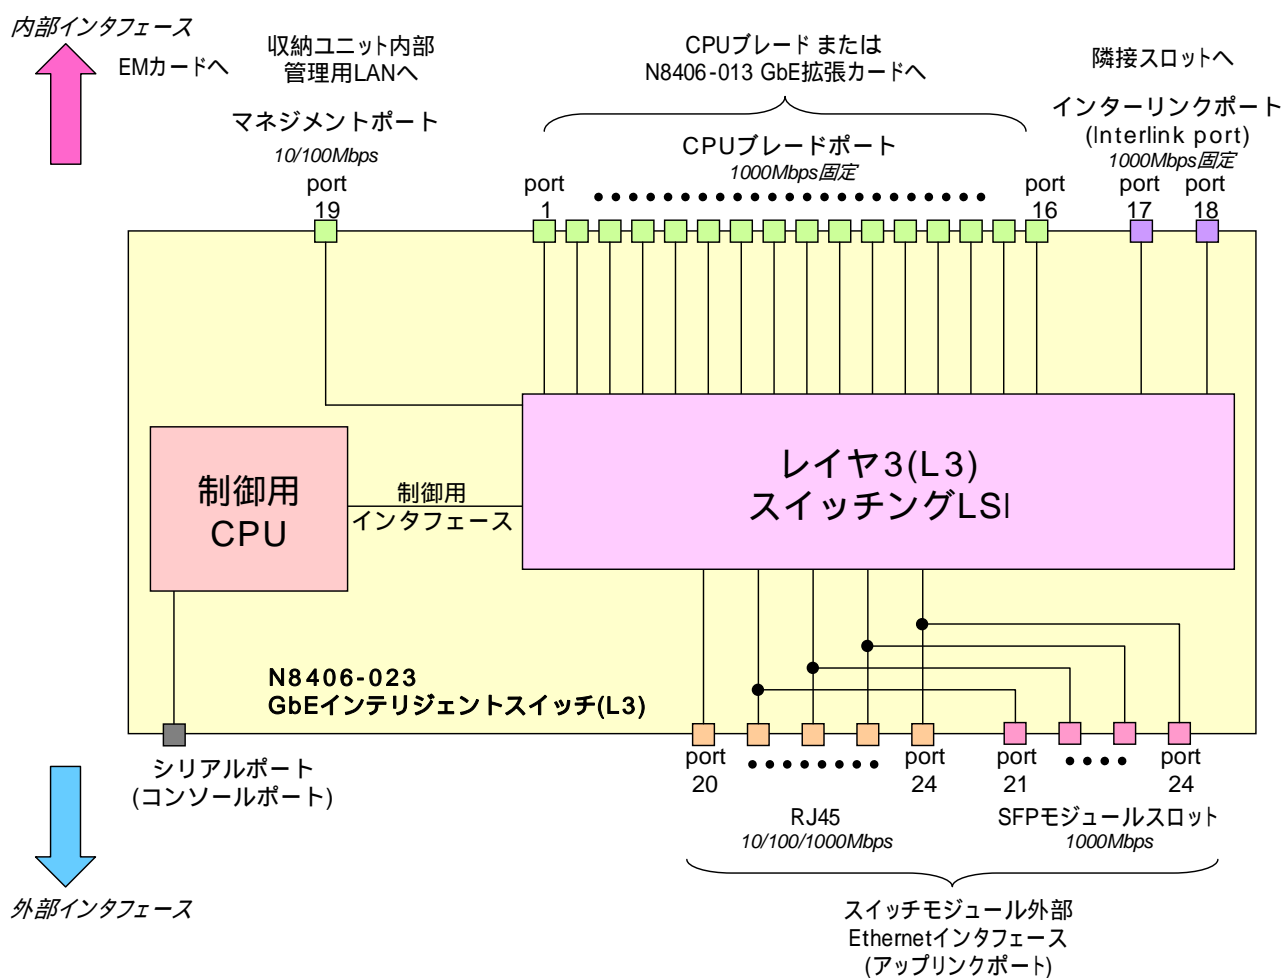 内部インタフェース
EMカードへ
収納ユニット内部
管理用LANへ
マネジメントポート
10/100Mbps
port
19
CPUブレード または
N8406-013 GbE拡張カードへ
CPUブレードポート
1000Mbps固定
port
1
16
隣接スロットへ
インターリンクポート
(Interlink port)
1000Mbps固定
port
17
port
18
制御用
CPU
制御用
インタフェース
レイヤ3(L3)
スイッチングLSI
N8406-023
GbEインテリジェントスイッチ(L3)
シリアルポート
(コンソールポート)
port
20
port
24
port
21
port
24
RJ45
10/100/1000Mbps
SFPモジュールスロット
1000Mbps
外部インタフェース
スイッチモジュール外部
Ethernetインタフェース
(アップリンクポート)